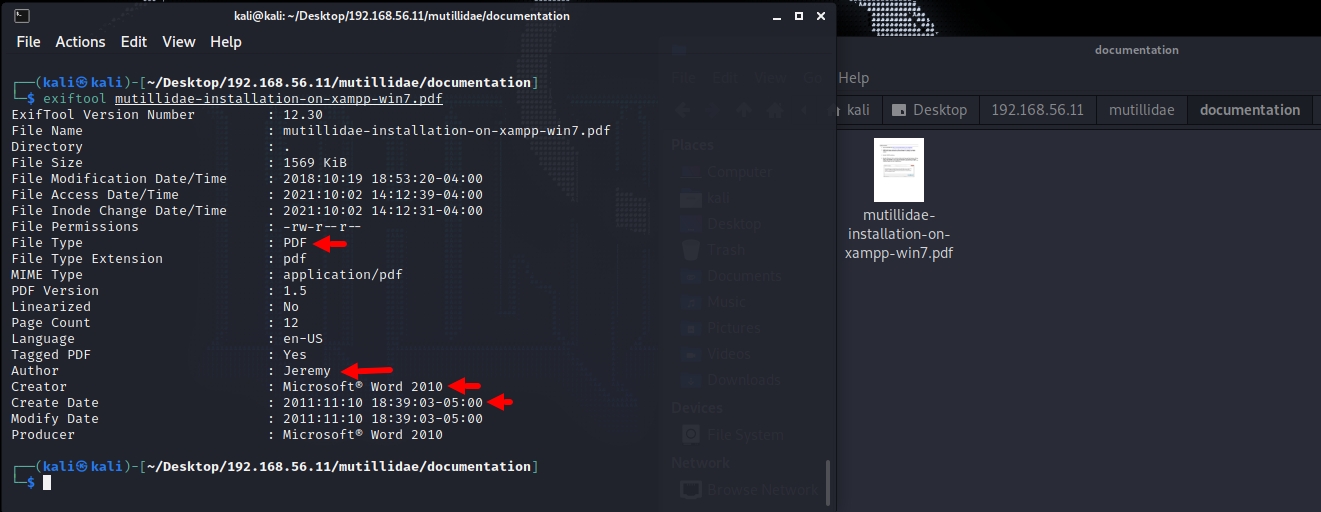 kali@kali: ~/Desktop/192.168.56.11/mutillidae/documentation
File Actions Edit View Help
┌──(kali㉿kali)-[~/Desktop/192.168.56.11/mutillidae/documentation]
└─$ exiftool mutillidae-installation-on-xampp-win7.pdf
ExifTool Version Number : 12.30
File Name : mutillidae-installation-on-xampp-win7.pdf
Directory : .
File Size : 1569 KiB
File Modification Date/Time : 2018:10:19 18:53:20-04:00
File Access Date/Time : 2021:10:02 14:12:39-04:00
File Inode Change Date/Time : 2021:10:02 14:12:31-04:00
File Permissions : -rw-r--r--
File Type : PDF
File Type Extension : pdf
MIME Type : application/pdf
PDF Version : 1.5
Linearized : No
Page Count : 12
Language : en-US
Tagged PDF : Yes
Author : Jeremy
Creator : Microsoft® Word 2010
Create Date : 2011:11:10 18:39:03-05:00
Modify Date : 2011:11:10 18:39:03-05:00
Producer : Microsoft® Word 2010
┌──(kali㉿kali)-[~/Desktop/192.168.56.11/mutillidae/documentation]
└─$
documentation
File Edit View Go Help
kali Desktop 192.168.56.11 mutillidae documentation
Places
Computer
kali
Desktop
Trash
Documents
Music
Pictures
Videos
Downloads
Devices
File System
Network
Browse Network
mutillidae-
installation-on-
xampp-win7.pdf